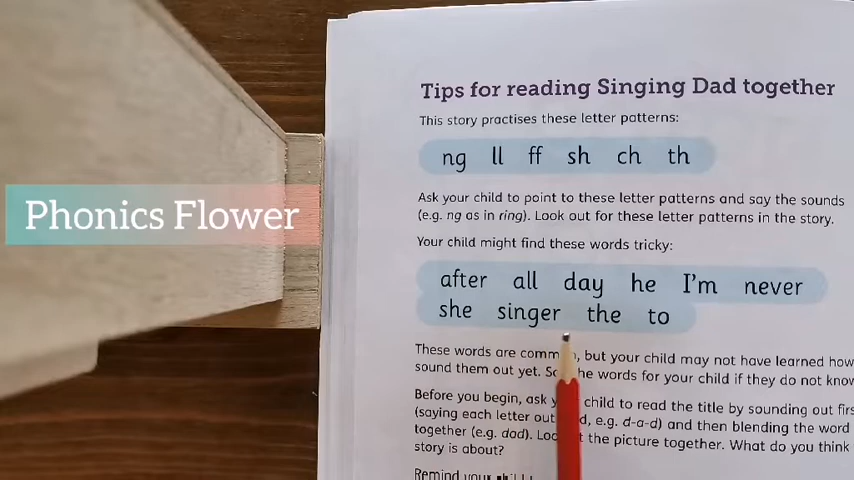 Phonics Flower
Tips for reading Singing Dad together
This story practises these letter patterns:
ng ll ff sh ch th
Ask your child to point to these letter patterns and say the sounds
(e.g. ng as in ring). Look out for these letter patterns in the story.
Your child might find these words tricky:
after all day he I'm never
she singer the to
These words are common, but your child may not have learned how
sound them out yet. the words for your child if they do not know
Before you begin, ask child to read the title by sounding out
(saying each letter out e.g. d-a-d) and then blending the word
together (e.g. dad). at the picture together. What do you think
story is about?
Remind your